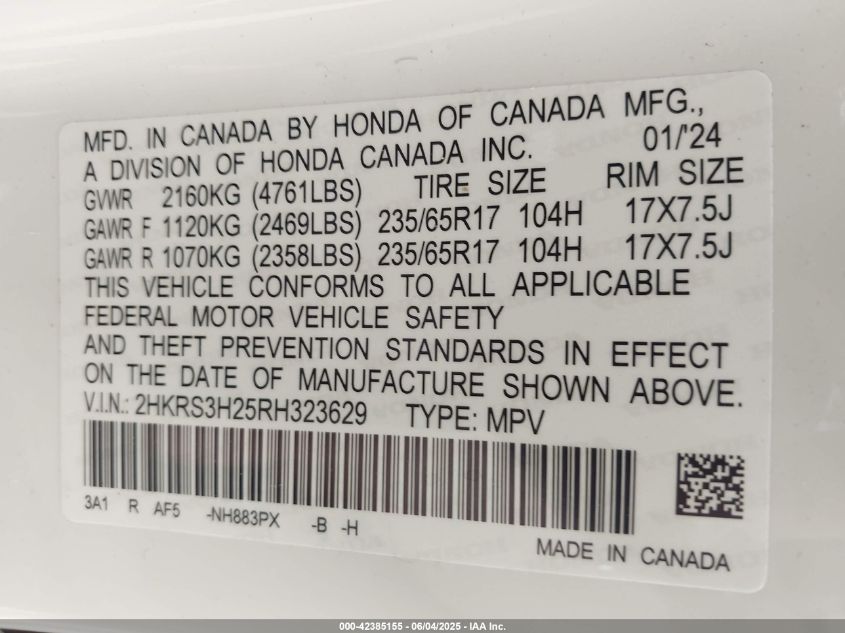 MFD. IN CANADA BY HONDA OF CANADA MFG.,
A DIVISION OF HONDA CANADA INC. 01/'24
GVWR 2160KG (4761LBS) TIRE SIZE RIM SIZE
GAWR F 1120KG (2469LBS) 235/65R17 104H 17X7.5J
GAWR R 1070KG (2358LBS) 235/65R17 104H 17X7.5J
THIS VEHICLE CONFORMS TO ALL APPLICABLE
FEDERAL MOTOR VEHICLE SAFETY
AND THEFT PREVENTION STANDARDS IN EFFECT
ON THE DATE OF MANUFACTURE SHOWN ABOVE.
V.I.N.: 2HKRS3H25RH323629 TYPE: MPV
3A1 R AF5 -NH883PX -B -H
MADE IN CANADA
000-42385155 - 06/04/2025 - IAA Inc.